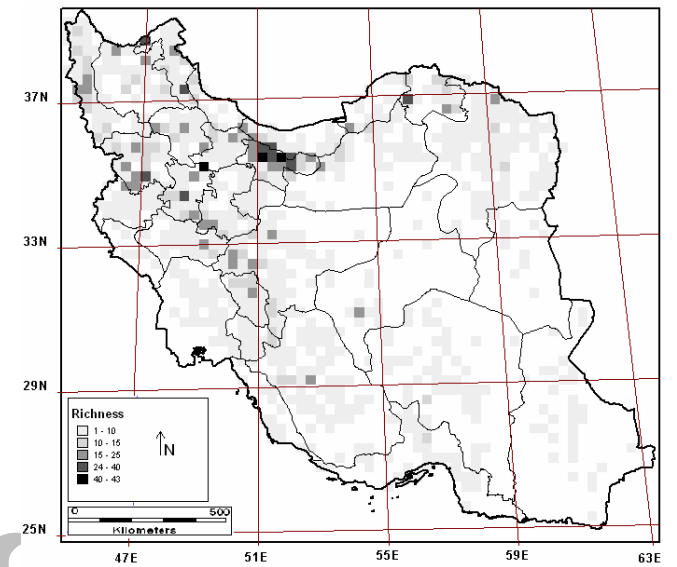 37N
33N
29N
25N
Richness
1 - 10
10 - 15
15 - 25
24 - 40
40 - 43
N
0 500
Kilometers
47E 51E 55E 59E 63E